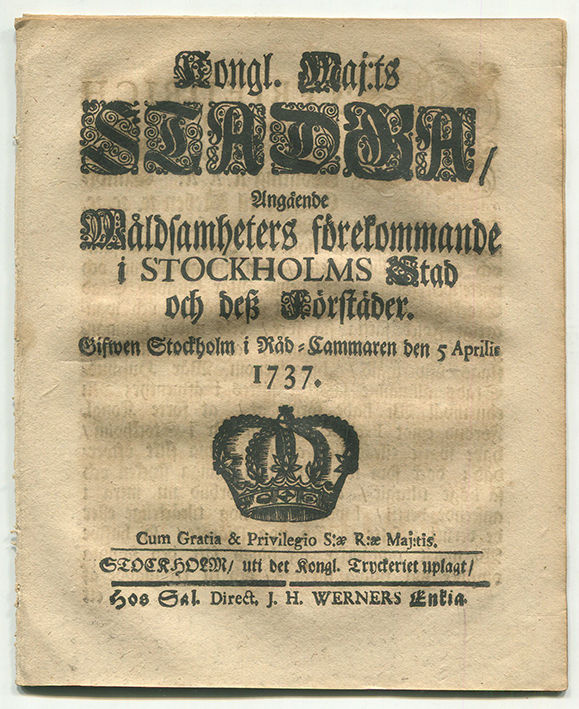 Kongl. Maj:ts
STADGA/
Angående
Wåldsamheters förekommande
i STOCKHOLMS Stad
och deß Förstäder.
Gifwen Stockholm i Råd-Cammaren den 5 Aprilis
1737.
Cum Gratia & Privilegio S:æ R:æ Maj:tis.
STOCKHOLM/ uti det Kongl. Tryckeriet uplagt/
Hos Sal. Direct. J. H. WERNERS Enkia.